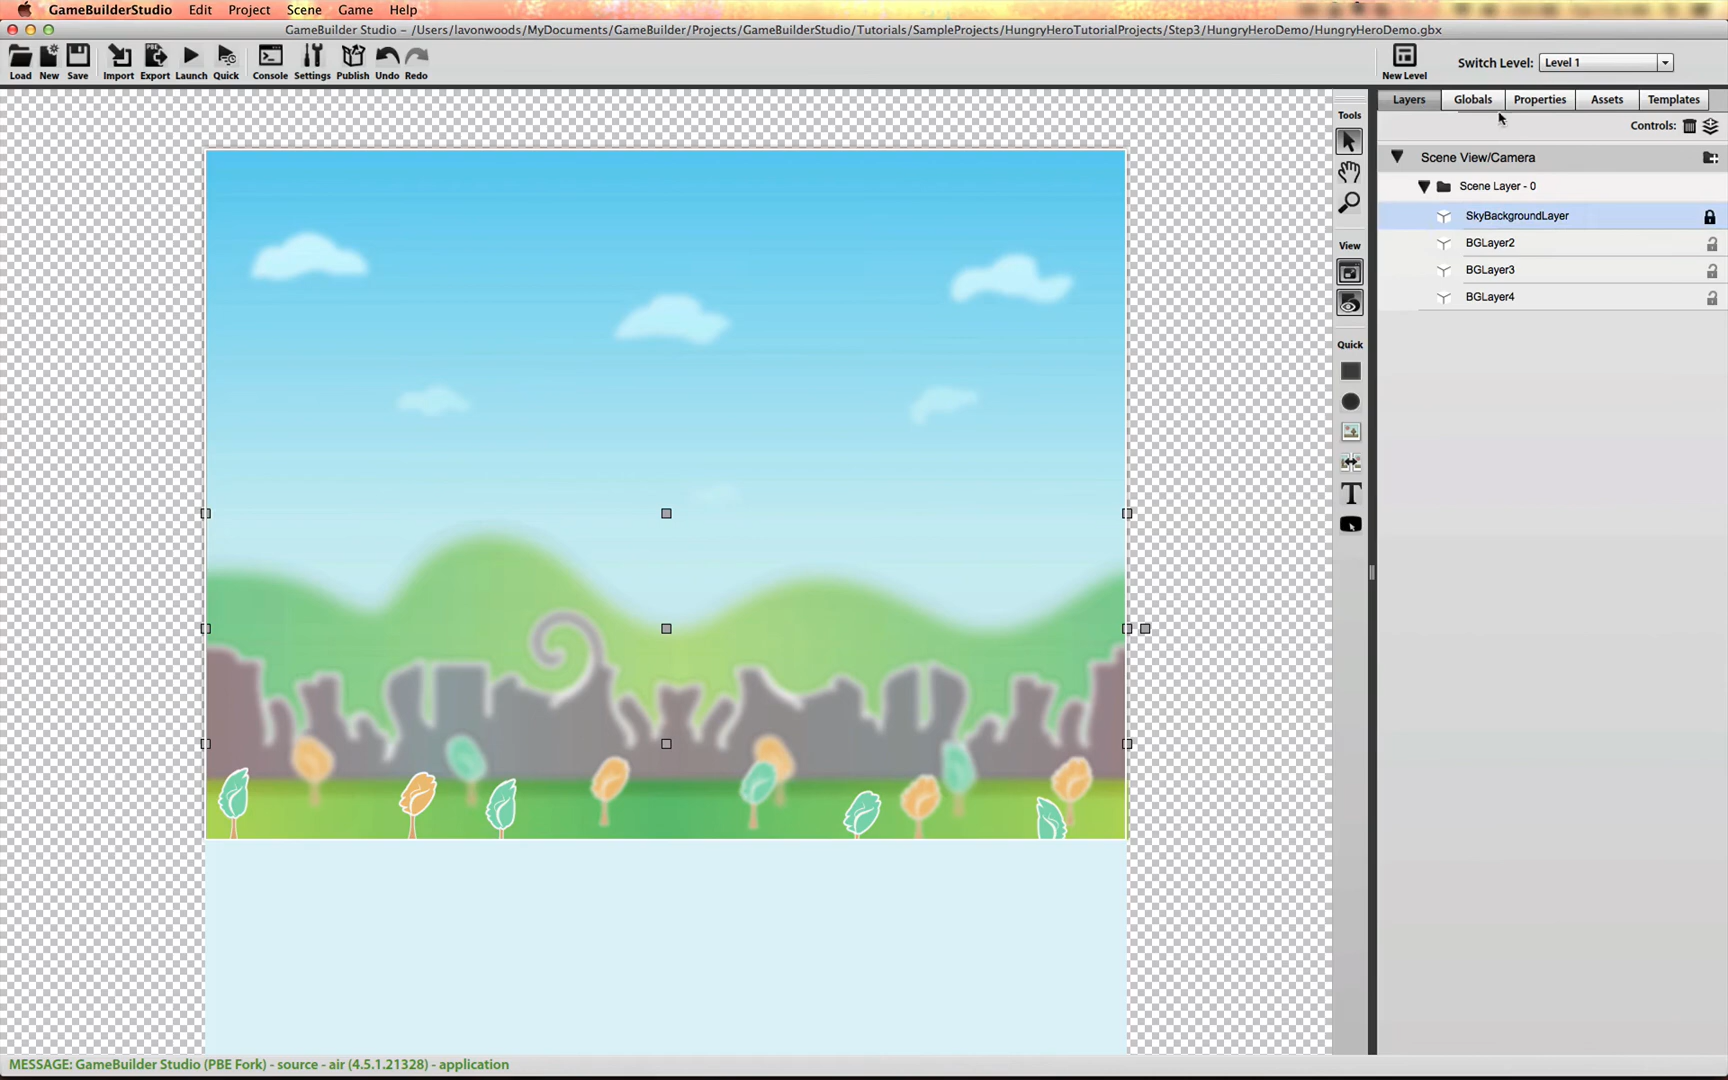 GameBuilderStudio Edit Project Scene Game Help
GameBuilder Studio – /Users/lavonwoods/MyDocuments/GameBuilder/Projects/GameBuilderStudio/Tutorials/SampleProjects/HungryHeroTutorialProjects/Step3/HungryHeroDemo/HungryHeroDemo.gbx
Load New Save Import Export Launch Quick Console Settings Publish Undo Redo
New Level Switch Level: Level 1
Tools
Layers Globals Properties Assets Templates
Controls:
Scene View/Camera
Scene Layer - 0
SkyBackgroundLayer
BGLayer2
BGLayer3
BGLayer4
View
Quick
T
MESSAGE: GameBuilder Studio (PBE Fork) - source - air (4.5.1.21328) - application